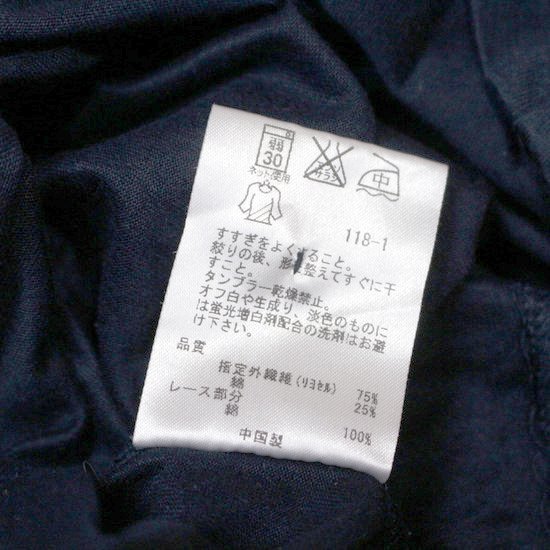 弱
30
ネット使用
サラシ
中
118-1
すすぎをよくすること。
絞りの後、形を整えてすぐに干
すこと。
タンブラー乾燥禁止。
オフ白や生成り、淡色のものに
は蛍光増白剤配合の洗剤はお避
け下さい。
品質
指定外繊維(リヨセル) 75%
綿 25%
レース部分
綿 100%
中国製